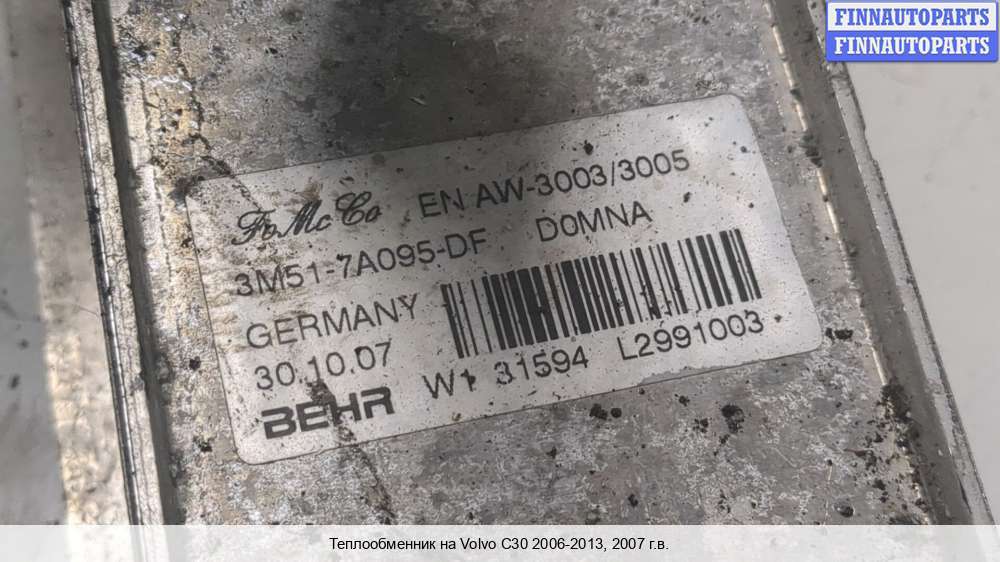 FINNAUTOPARTS
FINNAUTOPARTS
FoMoCo EN AW-3003/3005
3M51-7A095-DF DOMNA
GERMANY
30.10.07
W1 31594 L2991003
BEHR
Теплообменник на Volvo C30 2006-2013, 2007 г.в.